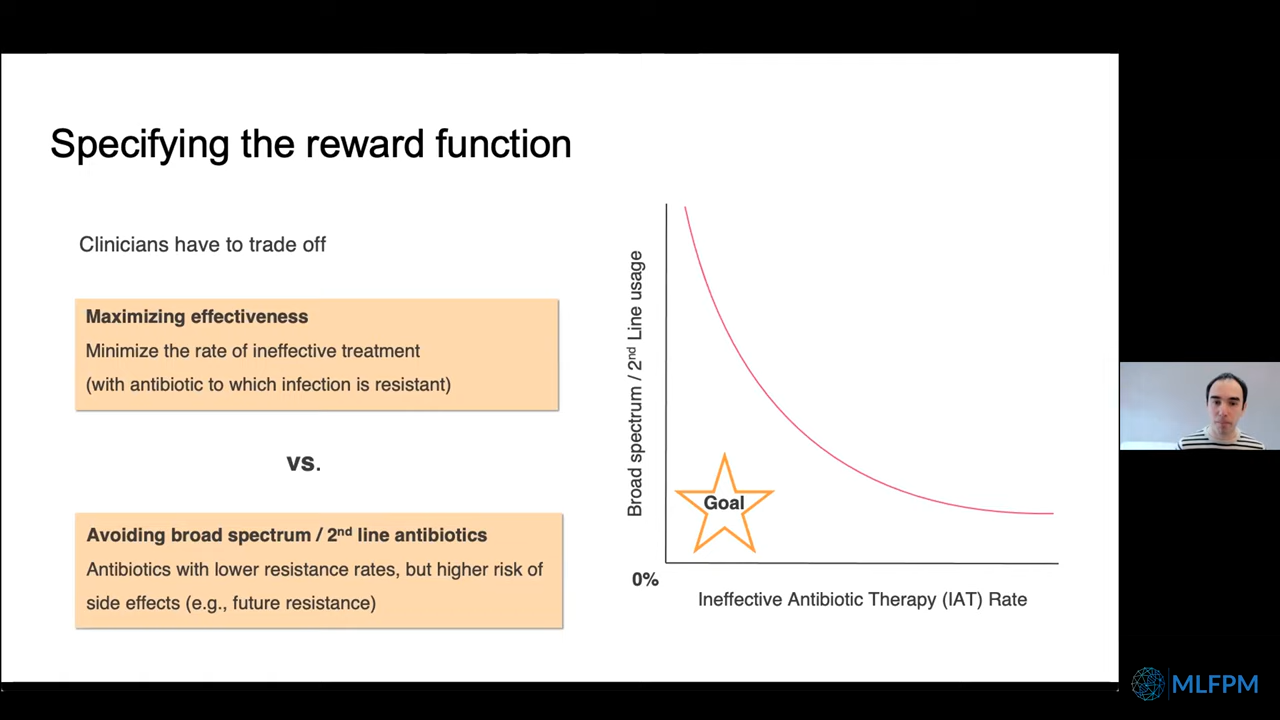 Specifying the reward function
Clinicians have to trade off
Maximizing effectiveness
Minimize the rate of ineffective treatment
(with antibiotic to which infection is resistant)
vs.
Avoiding broad spectrum / 2nd line antibiotics
Antibiotics with lower resistance rates, but higher risk of
side effects (e.g., future resistance)
Broad spectrum / 2nd Line usage
Goal
0%
Ineffective Antibiotic Therapy (IAT) Rate
MLFPM